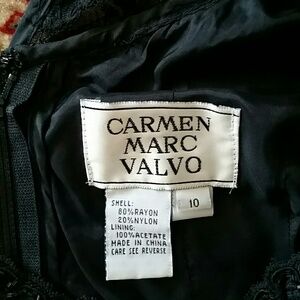 CARMEN
MARC
VALVO
10
SHELL:
80%RAYON
20%NYLON
LINING:
100%ACETATE
MADE IN CHINA
CARE SEE REVERSE